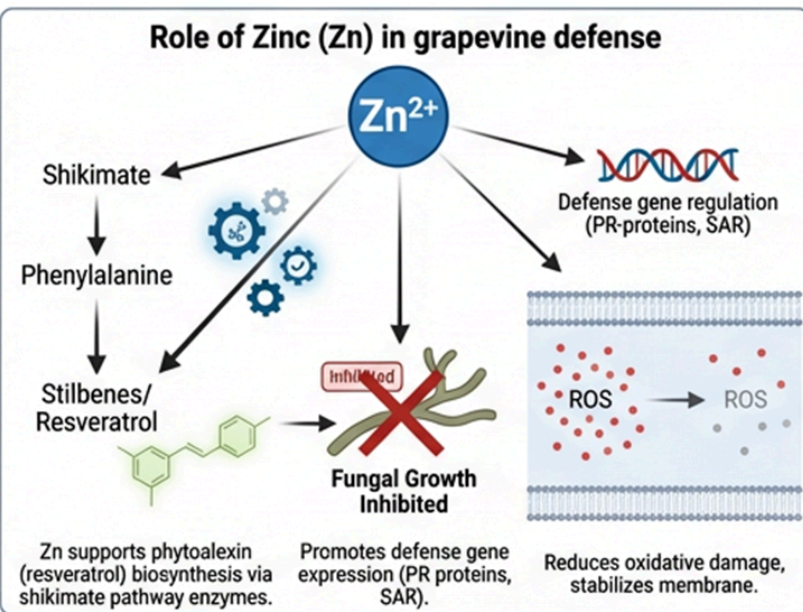 Role of Zinc (Zn) in grapevine defense
Zn2+
Shikimate
Phenylalanine
Stilbenes/
Resveratrol
Defense gene regulation
(PR-proteins, SAR)
ROS
ROS
Fungal Growth
Inhibited
Zn supports phytoalexin
(resveratrol) biosynthesis via
shikimate pathway enzymes.
Promotes defense gene
expression (PR proteins,
SAR).
Reduces oxidative damage,
stabilizes membrane.